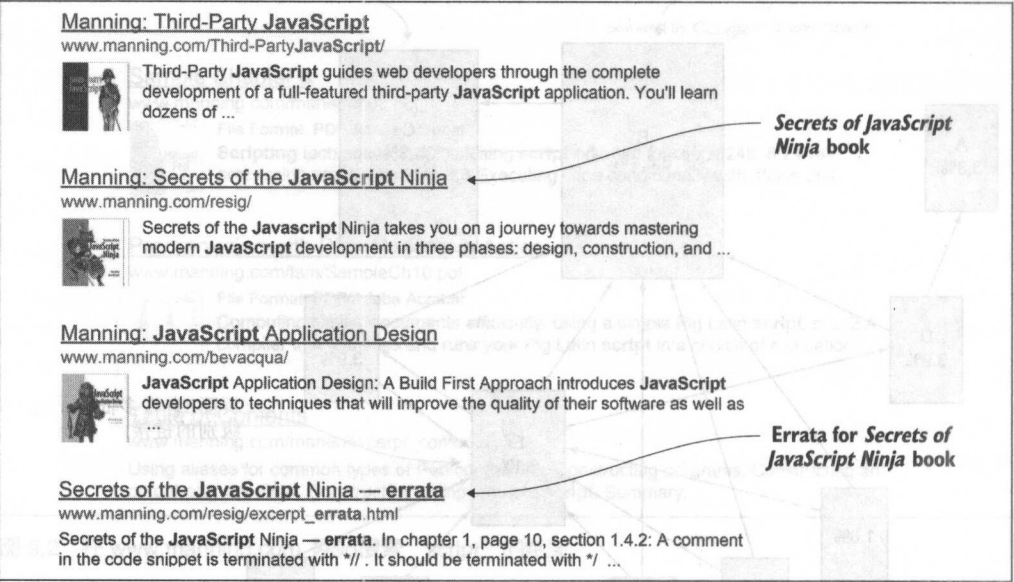 Manning: Third-Party JavaScript
www.manning.com/Third-PartyJavaScript/
Third-Party JavaScript guides web developers through the complete
development of a full-featured third-party JavaScript application. You'll learn
dozens of ...
Secrets of JavaScript
Ninja book
Manning: Secrets of the JavaScript Ninja
www.manning.com/resig/
Secrets of the Javascript Ninja takes you on a journey towards mastering
modern JavaScript development in three phases: design, construction, and ...
Manning: JavaScript Application Design
www.manning.com/bevacqua/
JavaScript Application Design: A Build First Approach introduces JavaScript
developers to techniques that will improve the quality of their software as well as
...
Errata for Secrets of
JavaScript Ninja book
Secrets of the JavaScript Ninja — errata
www.manning.com/resig/excerpt_errata.html
Secrets of the JavaScript Ninja — errata. In chapter 1, page 10, section 1.4.2: A comment
in the code snippet is terminated with *// . It should be terminated with */ ...